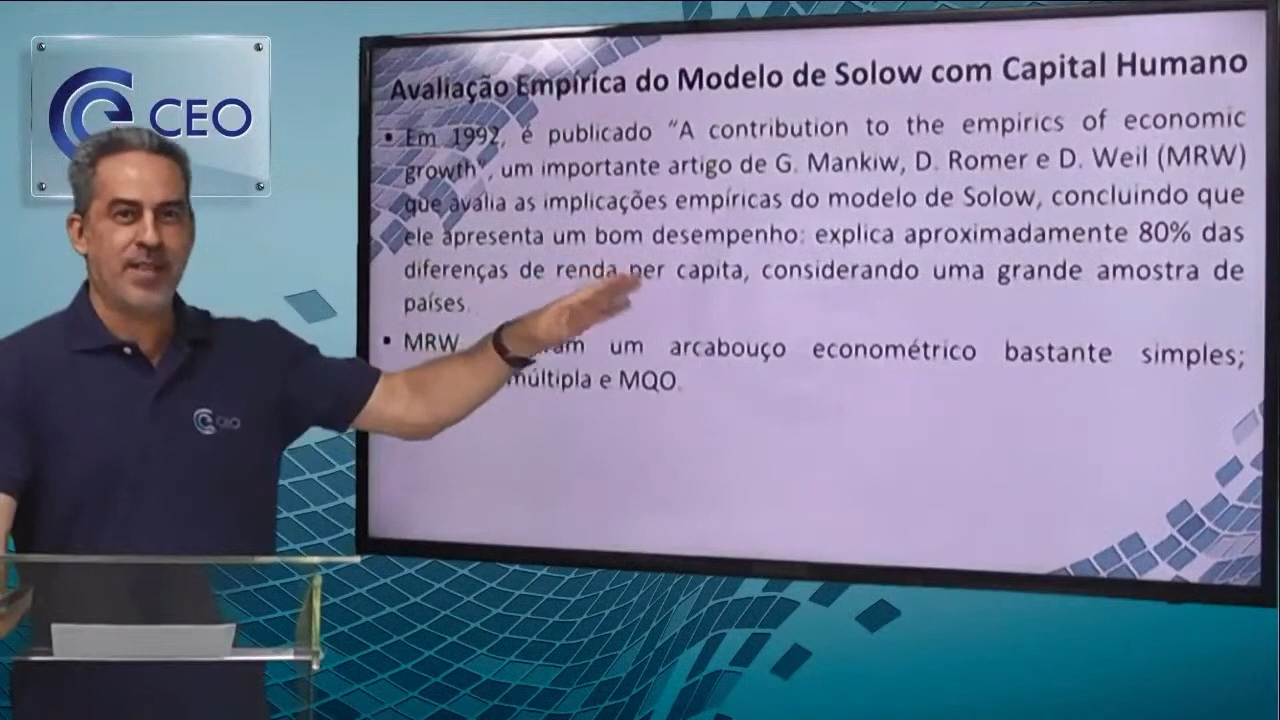 CEO
Avaliação Empírica do Modelo de Solow com Capital Humano
▪ Em 1992, é publicado “A contribution to the empirics of economic
growth”, um importante artigo de G. Mankiw, D. Romer e D. Weil (MRW)
que avalia as implicações empíricas do modelo de Solow, concluindo que
ele apresenta um bom desempenho: explica aproximadamente 80% das
diferenças de renda per capita, considerando uma grande amostra de
países.
▪ MRW um arcabouço econométrico bastante simples;
múltipla e MQO.
CEO